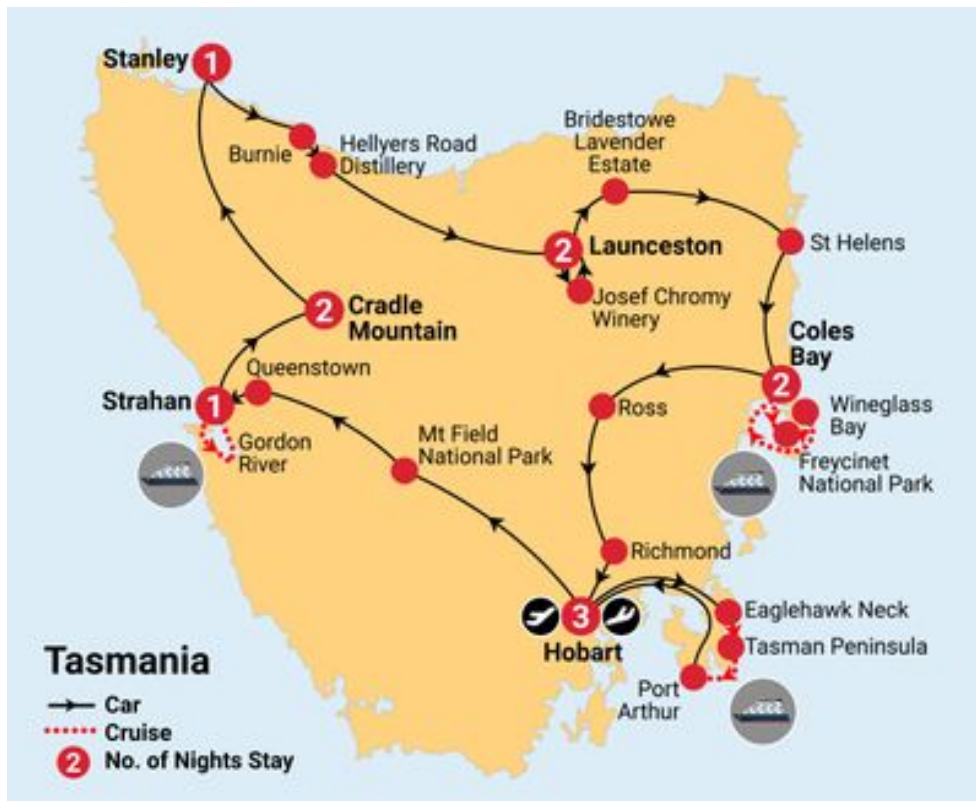 Stanley
1
Burnie
Hellyers Road
Distillery
Bridestowe
Lavender
Estate
2
Launceston
St Helens
Josef Chromy
Winery
2
Cradle
Mountain
Coles
Bay
2
Queenstown
Strahan
1
Ross
Wineglass
Bay
Gordon
River
Mt Field
National Park
Freycinet
National Park
Richmond
3
Hobart
Eaglehawk Neck
Tasman Peninsula
Port
Arthur
Tasmania
Car
Cruise
2 No. of Nights Stay